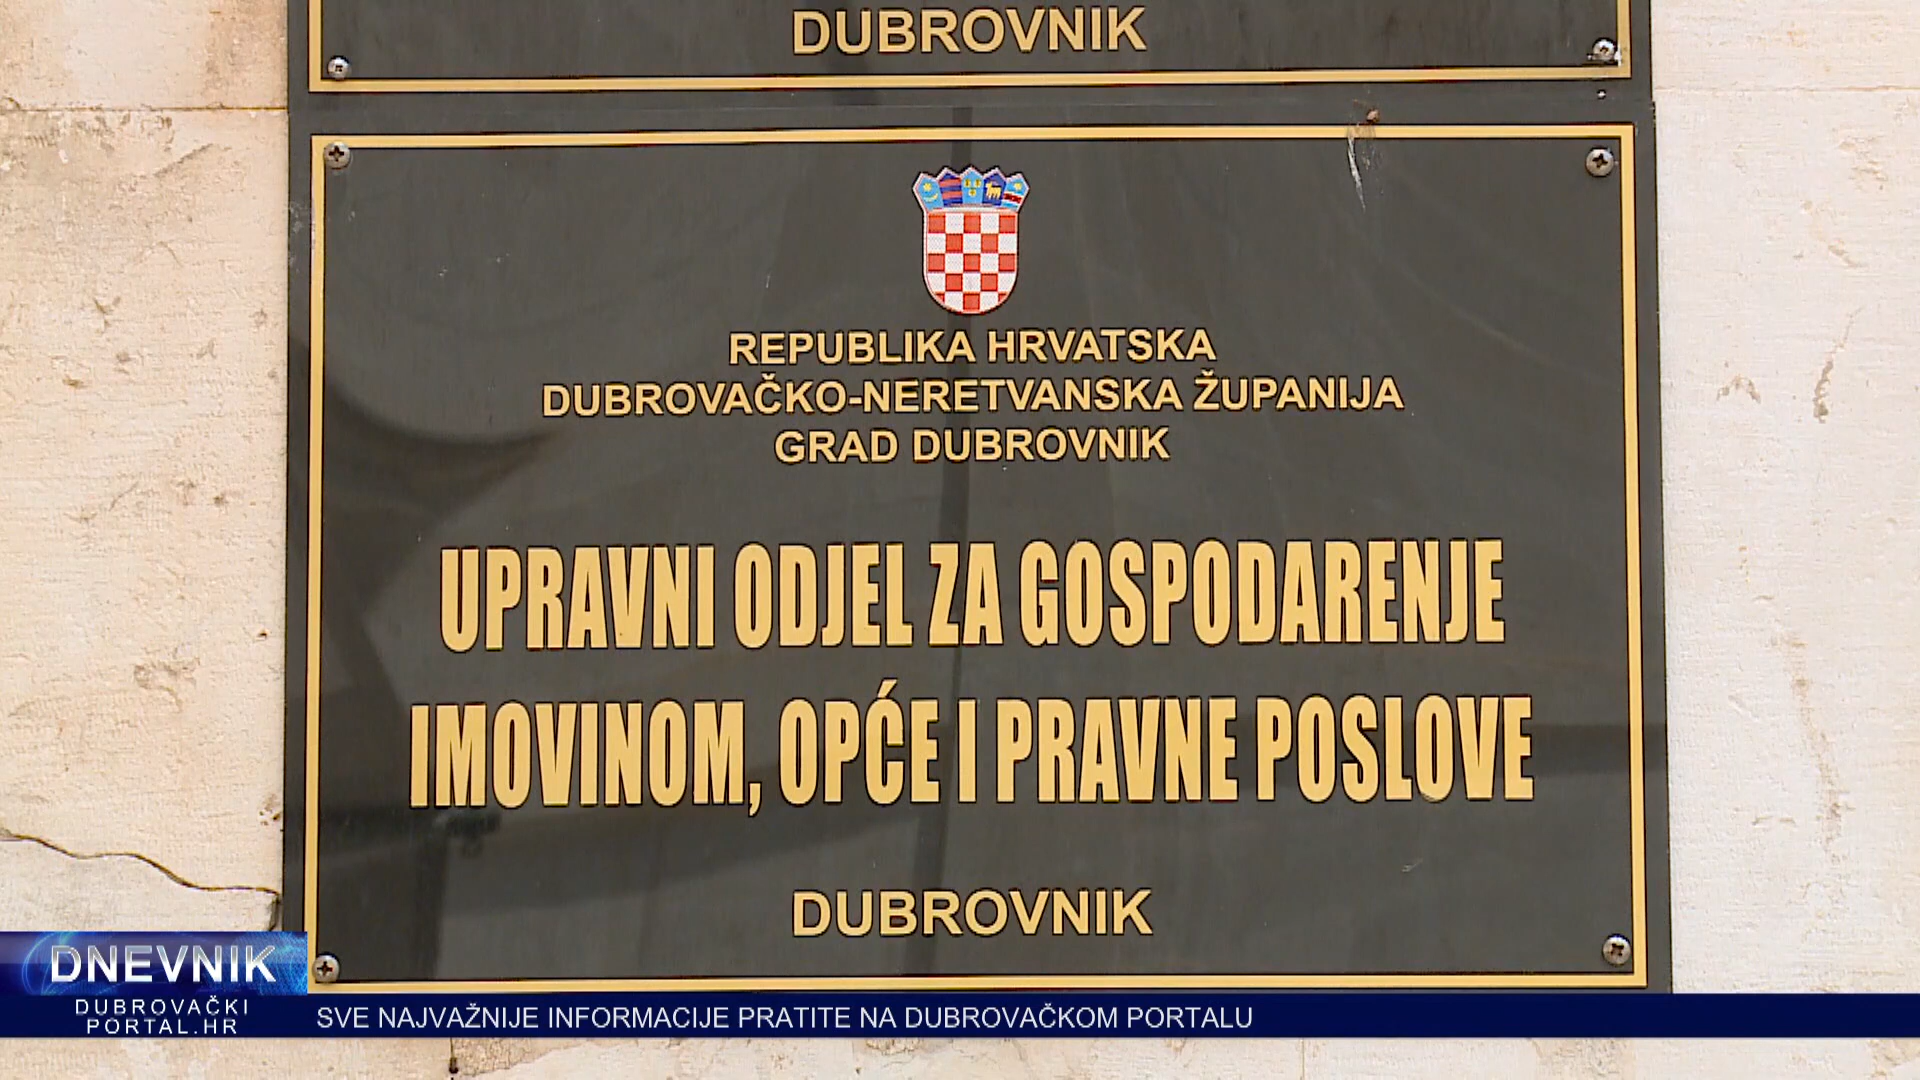 DUBROVNIK
REPUBLIKA HRVATSKA
DUBROVAČKO-NERETVANSKA ŽUPANIJA
GRAD DUBROVNIK
UPRAVNI ODJEL ZA GOSPODARENJE
IMOVINOM, OPĆE I PRAVNE POSLOVE
DUBROVNIK
DNEVNIK
DUBROVAČKI
PORTAL.HR
SVE NAJVAŽNIJE INFORMACIJE PRATITE NA DUBROVAČKOM PORTALU